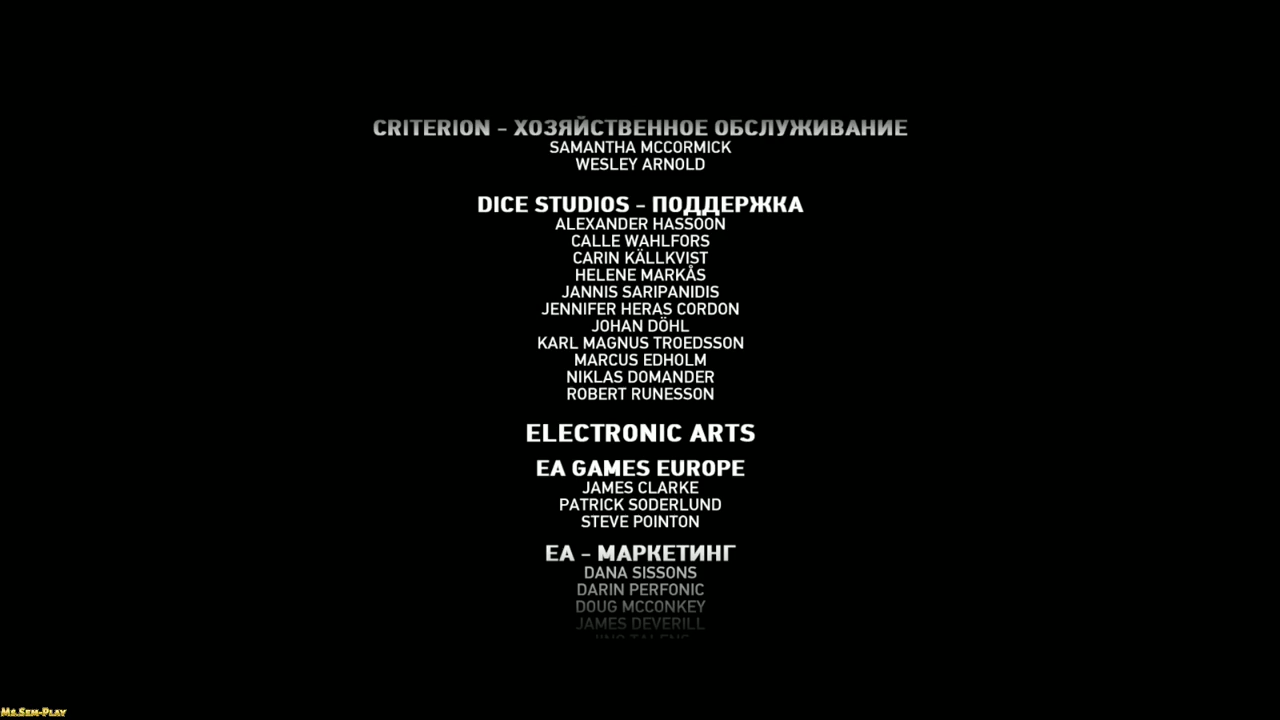 CRITERION – ХОЗЯЙСТВЕННОЕ ОБСЛУЖИВАНИЕ
SAMANTHA MCCORMICK
WESLEY ARNOLD
DICE STUDIOS – ПОДДЕРЖКА
ALEXANDER HASSOON
CALLE WAHLFORS
CARIN KÄLLKVIST
HELENE MARKÅS
JANNIS SARIPANIDIS
JENNIFER HERAS CORDON
JOHAN DÖHL
KARL MAGNUS TROEDSSON
MARCUS EDHOLM
NIKLAS DOMANDER
ROBERT RUNESSON
ELECTRONIC ARTS
EA GAMES EUROPE
JAMES CLARKE
PATRICK SODERLUND
STEVE POINTON
EA – МАРКЕТИНГ
DANA SISSONS
DARIN PERFONIC
DOUG MCCONKEY
JAMES DEVERILL
Ms.Sem-Play